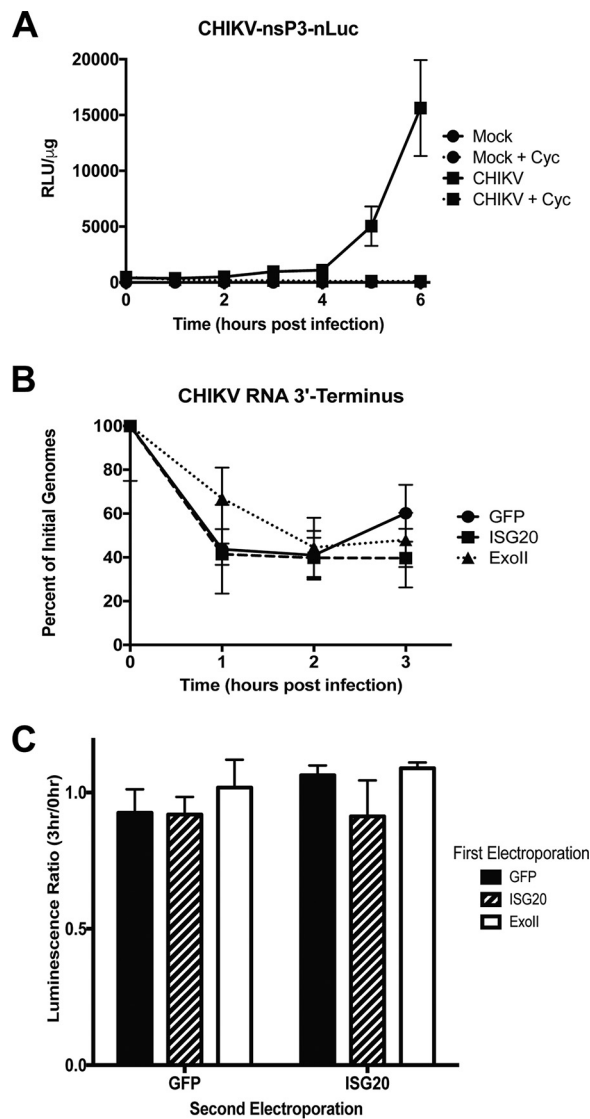 A
CHIKV-nsP3-nLuc
20000
15000
10000
5000
0
RLU/µg
0 2 4 6
Time (hours post infection)
Mock
Mock + Cyc
CHIKV
CHIKV + Cyc
B
CHIKV RNA 3'-Terminus
100
80
60
40
20
0
Percent of Initial Genomes
0 1 2 3
Time (hours post infection)
GFP
ISG20
ExoII
C
1.0
0.5
0.0
Luminescence Ratio (3hr/0hr)
GFP ISG20
Second Electroporation
First Electroporation
GFP
ISG20
ExoII